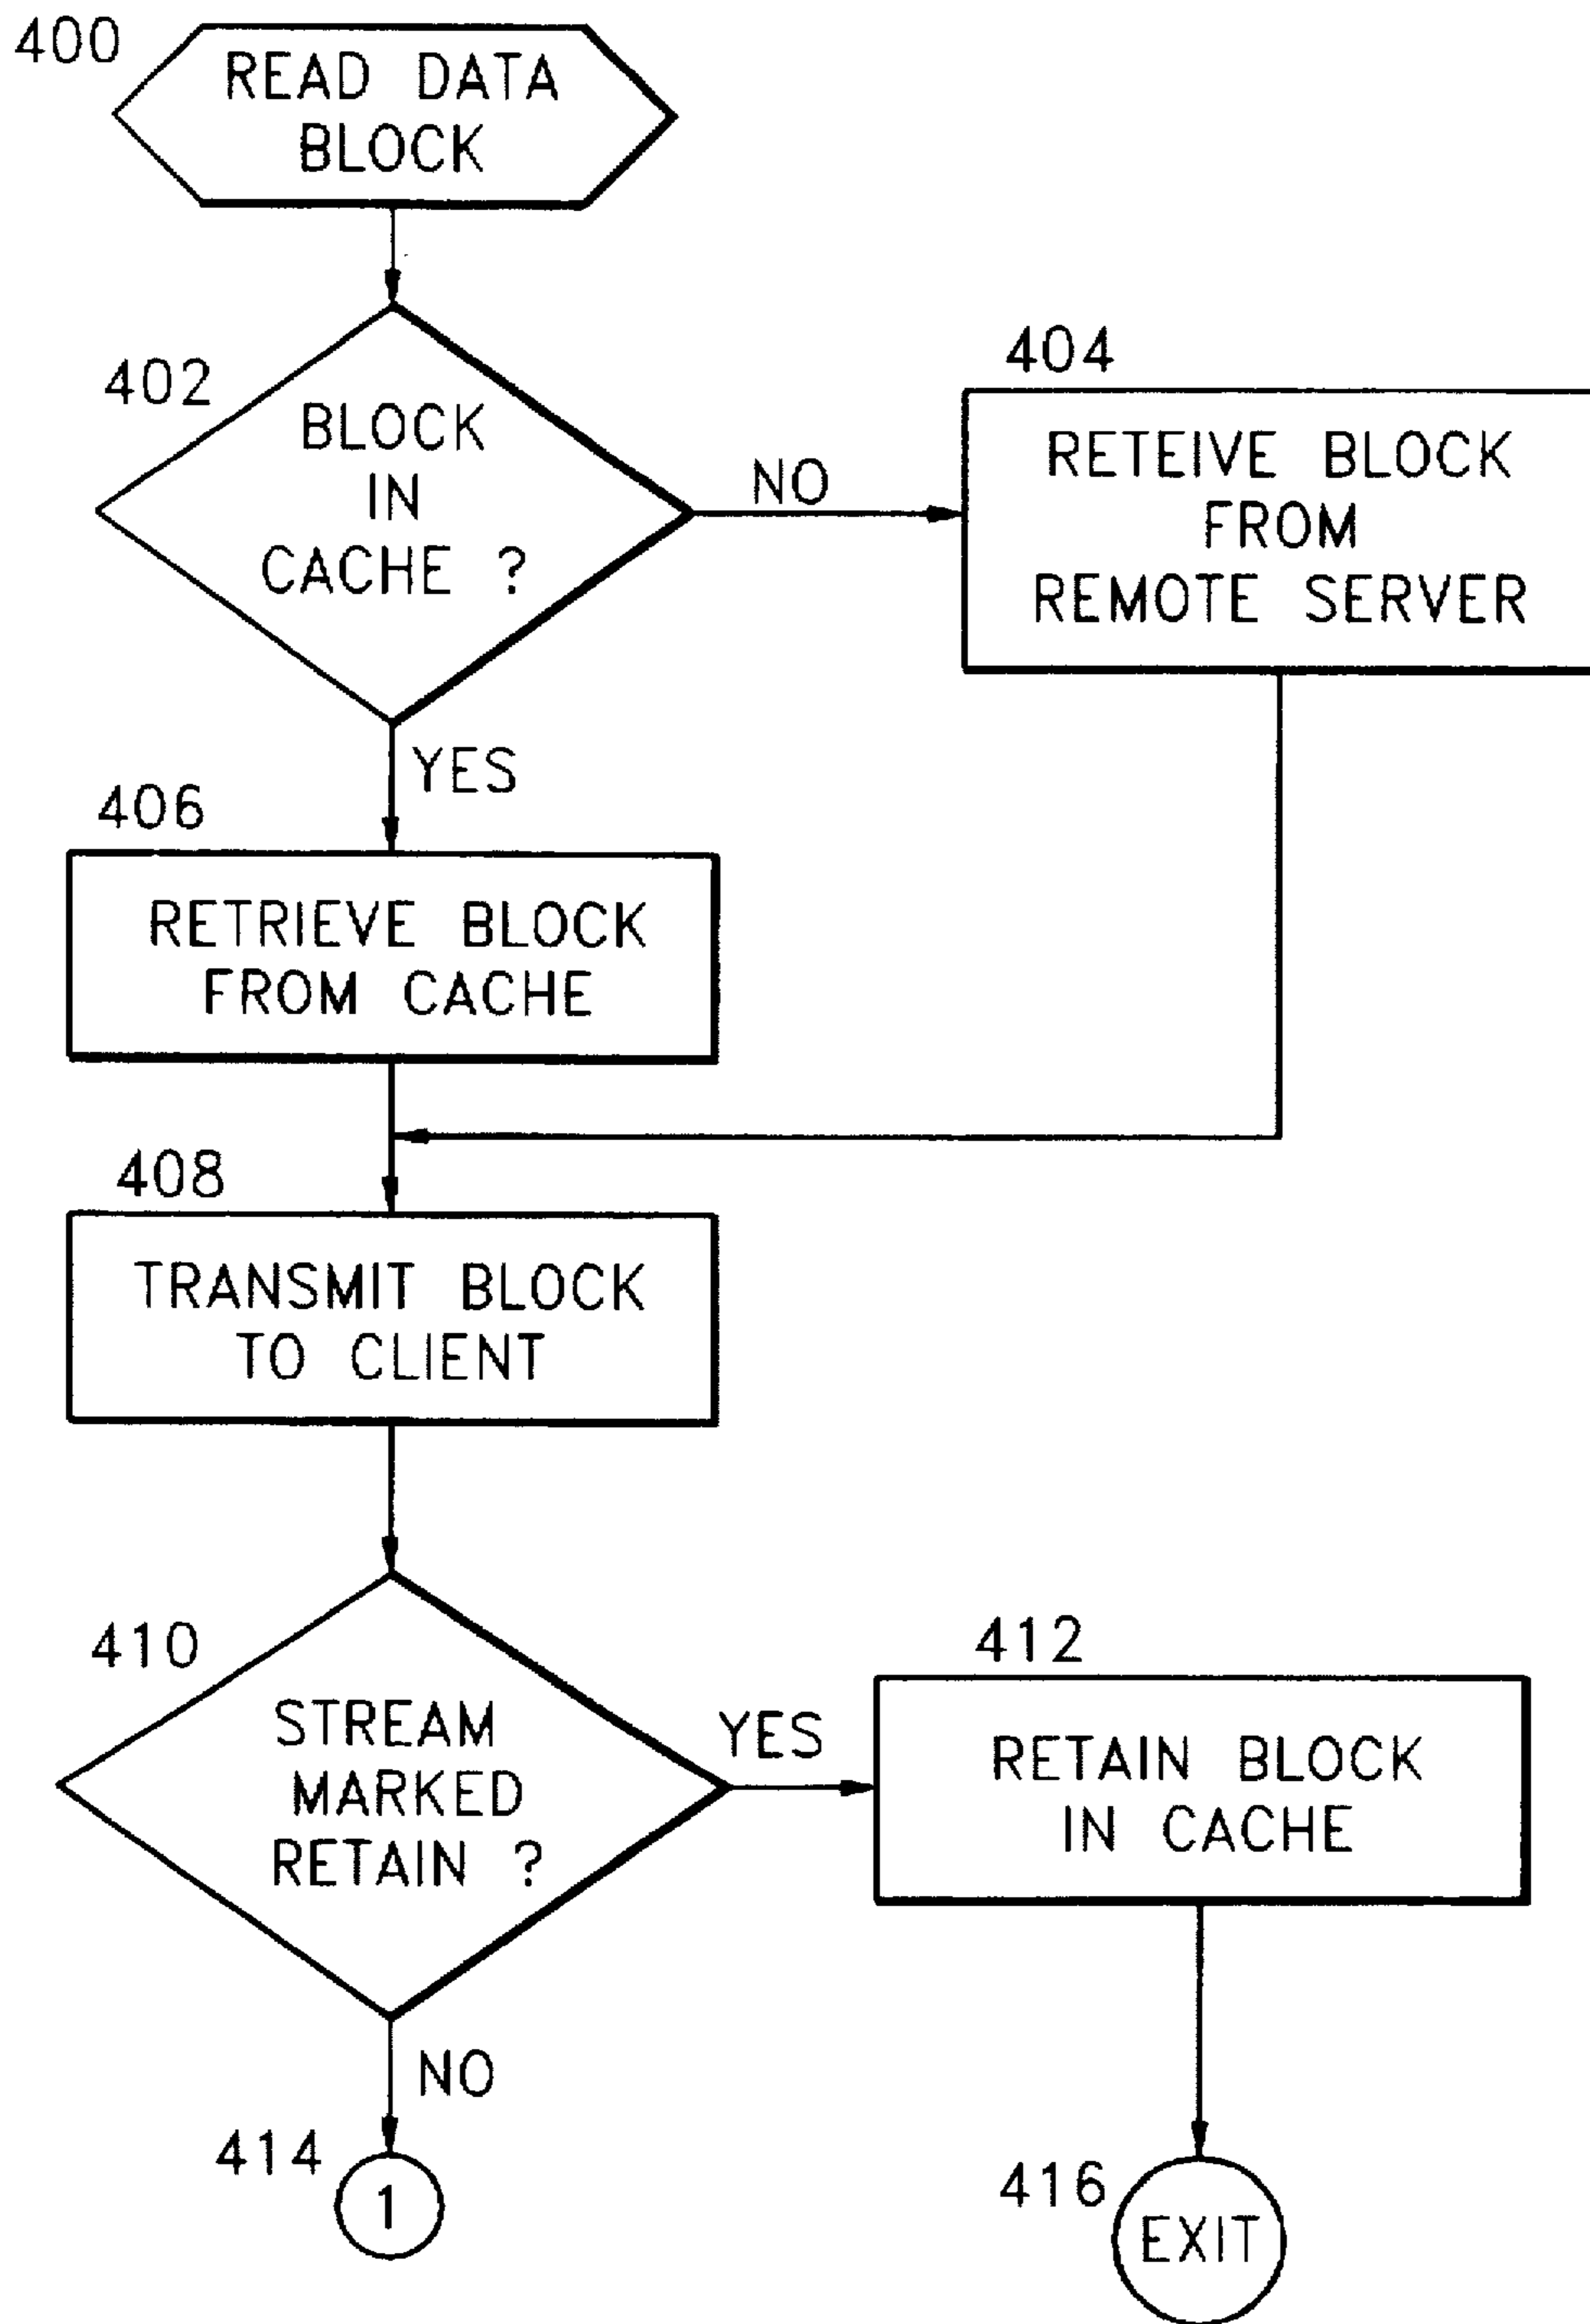 400
READ DATA
BLOCK
402
BLOCK
IN
CACHE ?
NO
404
RETEIVE BLOCK
FROM
REMOTE SERVER
YES
406
RETRIEVE BLOCK
FROM CACHE
408
TRANSMIT BLOCK
TO CLIENT
410
STREAM
MARKED
RETAIN ?
YES
412
RETAIN BLOCK
IN CACHE
NO
414
1
416
EXIT